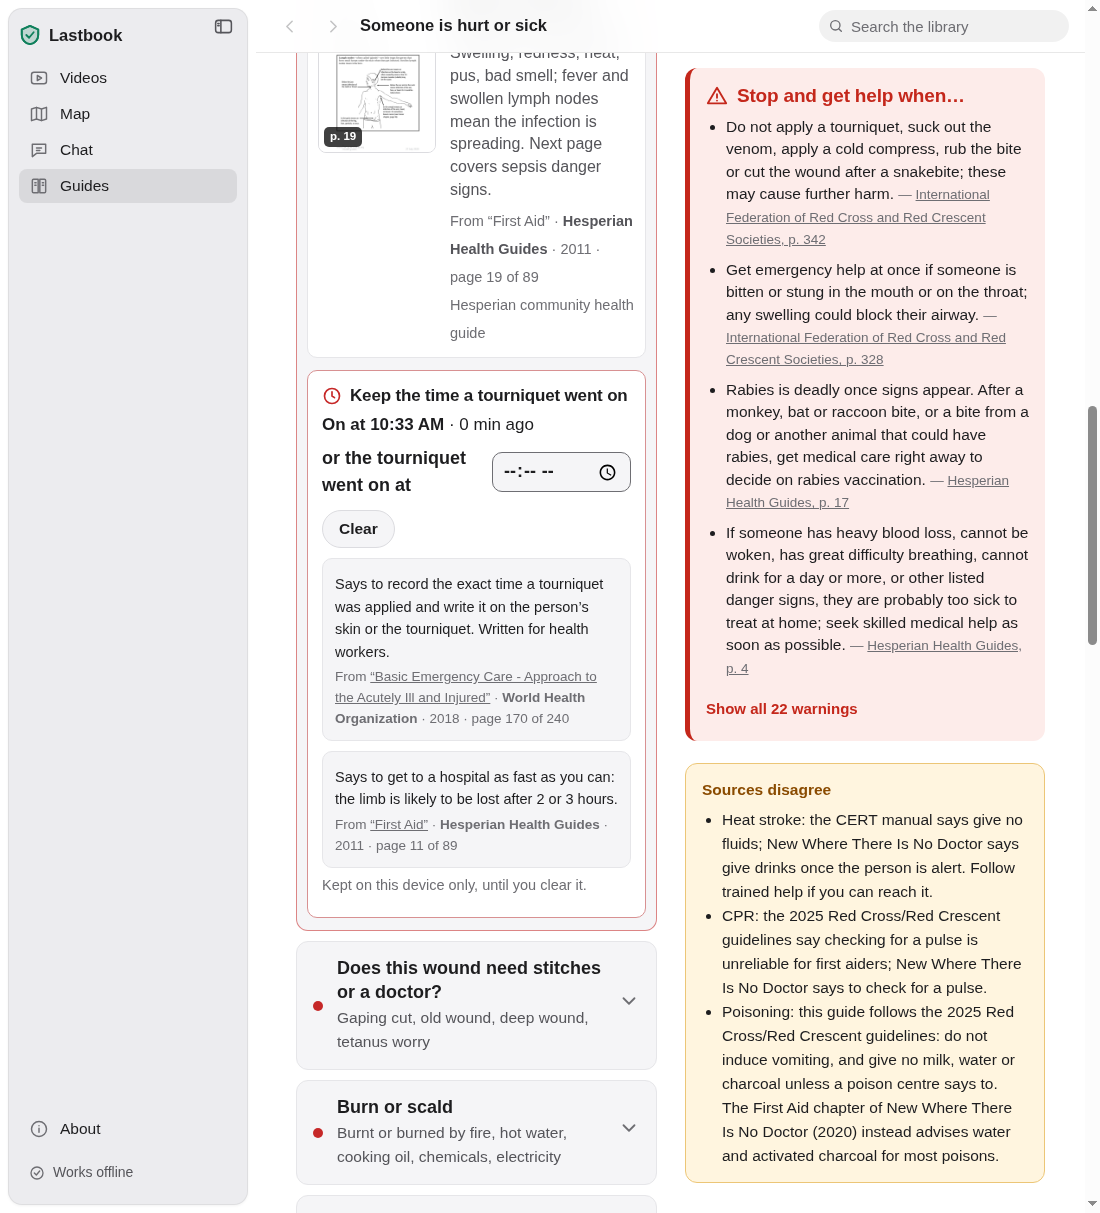 Lastbook
Videos
Map
Chat
Guides
About
Works offline
Someone is hurt or sick
Search the library
p. 19
Swelling, redness, heat,
pus, bad smell; fever and
swollen lymph nodes
mean the infection is
spreading. Next page
covers sepsis danger
signs.
From “First Aid” · Hesperian
Health Guides · 2011 ·
page 19 of 89
Hesperian community health
guide
Keep the time a tourniquet went on
On at 10:33 AM · 0 min ago
or the tourniquet
went on at
--:-- --
Clear
Says to record the exact time a tourniquet
was applied and write it on the person’s
skin or the tourniquet. Written for health
workers.
From “Basic Emergency Care - Approach to
the Acutely Ill and Injured” · World Health
Organization · 2018 · page 170 of 240
Says to get to a hospital as fast as you can:
the limb is likely to be lost after 2 or 3 hours.
From “First Aid” · Hesperian Health Guides ·
2011 · page 11 of 89
Kept on this device only, until you clear it.
Does this wound need stitches
or a doctor?
Gaping cut, old wound, deep wound,
tetanus worry
Burn or scald
Burnt or burned by fire, hot water,
cooking oil, chemicals, electricity
Stop and get help when…
Do not apply a tourniquet, suck out the
venom, apply a cold compress, rub the bite
or cut the wound after a snakebite; these
may cause further harm. — International
Federation of Red Cross and Red Crescent
Societies, p. 342
Get emergency help at once if someone is
bitten or stung in the mouth or on the throat;
any swelling could block their airway. —
International Federation of Red Cross and Red
Crescent Societies, p. 328
Rabies is deadly once signs appear. After a
monkey, bat or raccoon bite, or a bite from a
dog or another animal that could have
rabies, get medical care right away to
decide on rabies vaccination. — Hesperian
Health Guides, p. 17
If someone has heavy blood loss, cannot be
woken, has great difficulty breathing, cannot
drink for a day or more, or other listed
danger signs, they are probably too sick to
treat at home; seek skilled medical help as
soon as possible. — Hesperian Health Guides,
p. 4
Show all 22 warnings
Sources disagree
Heat stroke: the CERT manual says give no
fluids; New Where There Is No Doctor says
give drinks once the person is alert. Follow
trained help if you can reach it.
CPR: the 2025 Red Cross/Red Crescent
guidelines say checking for a pulse is
unreliable for first aiders; New Where There
Is No Doctor says to check for a pulse.
Poisoning: this guide follows the 2025 Red
Cross/Red Crescent guidelines: do not
induce vomiting, and give no milk, water or
charcoal unless a poison centre says to.
The First Aid chapter of New Where There
Is No Doctor (2020) instead advises water
and activated charcoal for most poisons.